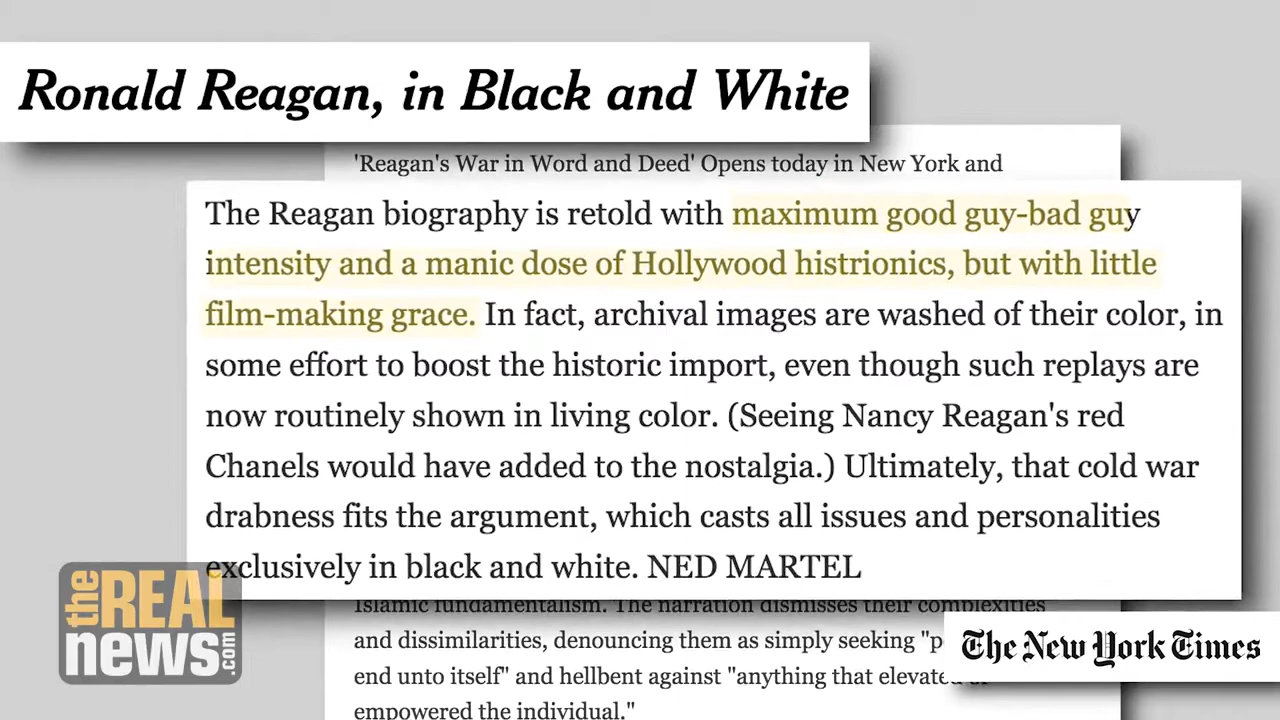 Ronald Reagan, in Black and White
'Reagan's War in Word and Deed' Opens today in New York and
The Reagan biography is retold with maximum good guy-bad guy
intensity and a manic dose of Hollywood histrionics, but with little
film-making grace. In fact, archival images are washed of their color, in
some effort to boost the historic import, even though such replays are
now routinely shown in living color. (Seeing Nancy Reagan's red
Chanels would have added to the nostalgia.) Ultimately, that cold war
drabness fits the argument, which casts all issues and personalities
exclusively in black and white. NED MARTEL
Islamic fundamentalism. The narration dismisses their complexities
and dissimilarities, denouncing them as simply seeking
end unto itself" and hellbent against "anything that elevated or
empowered the individual."
the REAL
news.com
The New York Times